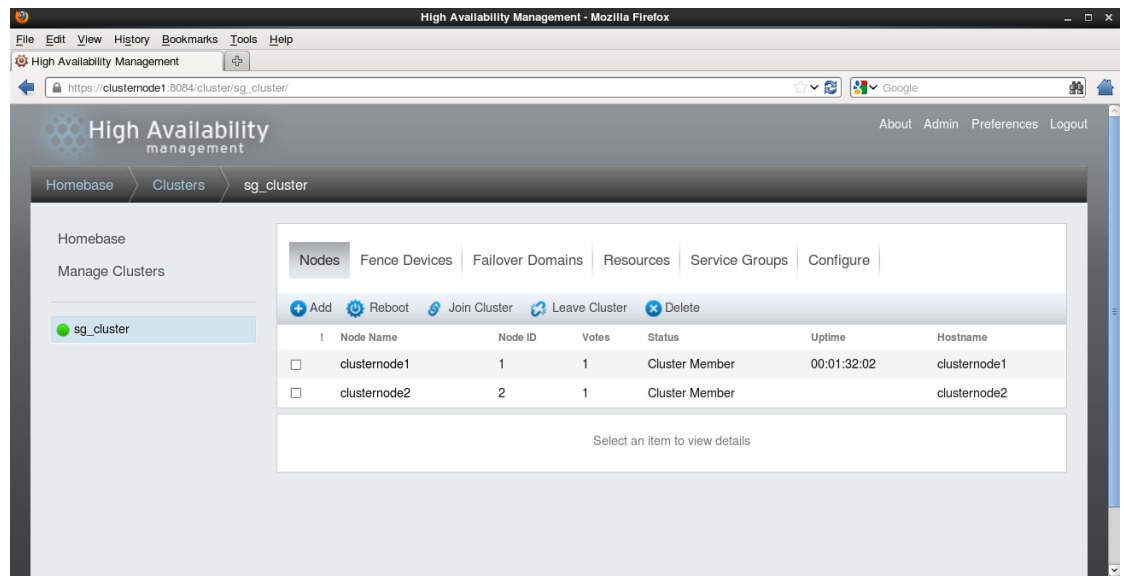 High Availability Management - Mozilla Firefox
File Edit View History Bookmarks Tools Help
High Availability Management
https://clusternode1:8084/cluster/sg_cluster/ Google
High Availability
management
About Admin Preferences Logout
Homebase Clusters sg_cluster
Homebase
Manage Clusters
sg_cluster
Nodes Fence Devices Failover Domains Resources Service Groups Configure
Add Reboot Join Cluster Leave Cluster Delete
! Node Name Node ID Votes Status Uptime Hostname
clusternode1 1 1 Cluster Member 00:01:32:02 clusternode1
clusternode2 2 1 Cluster Member clusternode2
Select an item to view details